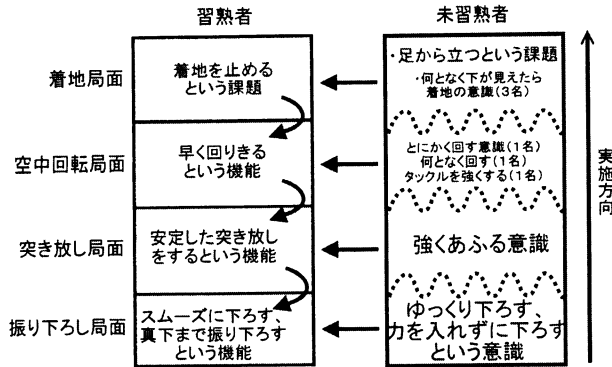 習熟者
未習熟者
着地局面
着地を止める
という課題
・足から立つという課題
・何となく下が見えたら
着地の意識(3名)
空中回転局面
早く回りきる
という機能
とにかく回す意識(1名)
何となく回す(1名)
タックルを強くする(1名)
突き放し局面
安定した突き放し
をするという機能
強くあふる意識
振り下ろし局面
スムーズに下ろす、
真下まで振り下ろす
という機能
ゆっくり下ろす、
力を入れずに下ろす
という意識
実施方向